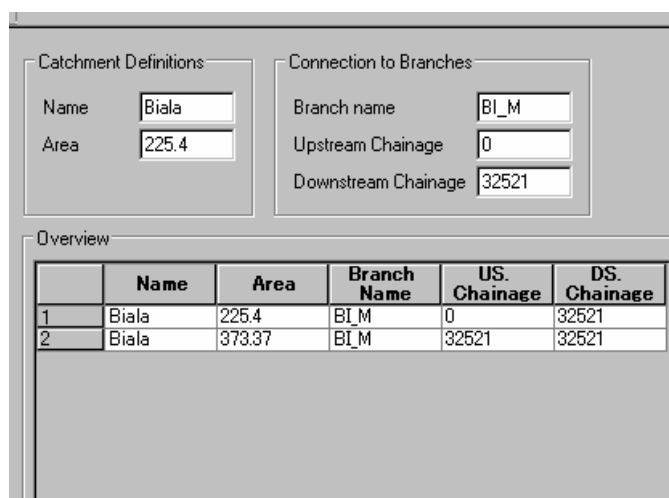 Catchment Definitions Connection to Branches
Name Biala Branch name BI_M
Area 225.4 Upstream Chainage 0
Downstream Chainage 32521
Overview
Name Area Branch Name US. Chainage DS. Chainage
1 Biala 225.4 BI_M 0 32521
2 Biala 373.37 BI_M 32521 32521